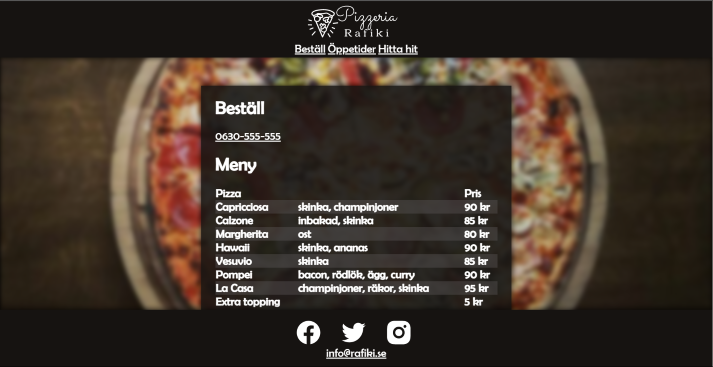 Pizzeria
Rafiki
Beställ Öppetider Hitta hit
Beställ
0630-555-555
Meny
Pizza Pris
Capricciosa skinka, champinjoner 90 kr
Calzone inbakad, skinka 85 kr
Margherita ost 80 kr
Hawaii skinka, ananas 90 kr
Vesuvio skinka 85 kr
Pompei bacon, rödlök, ägg, curry 90 kr
La Casa champinjoner, räkor, skinka 95 kr
Extra topping 5 kr
info@rafiki.se